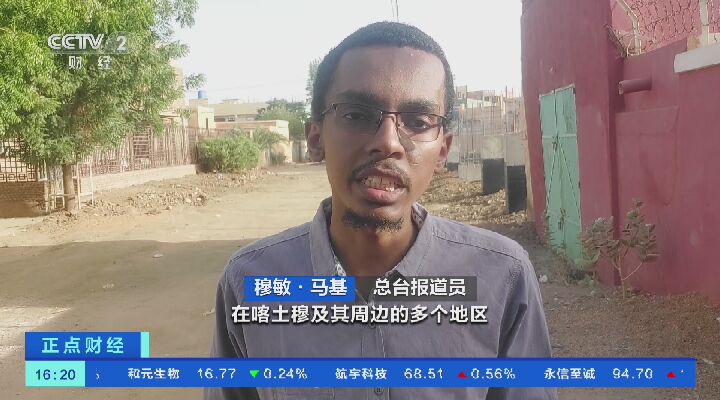 CCTV 2
财经
穆敏·马基 总台报道员
在喀土穆及其周边的多个地区
正点财经
16:20 和元生物 16.77 ▼0.24% 航宇科技 68.51 ▲0.56% 永信至诚 94.70 ▲